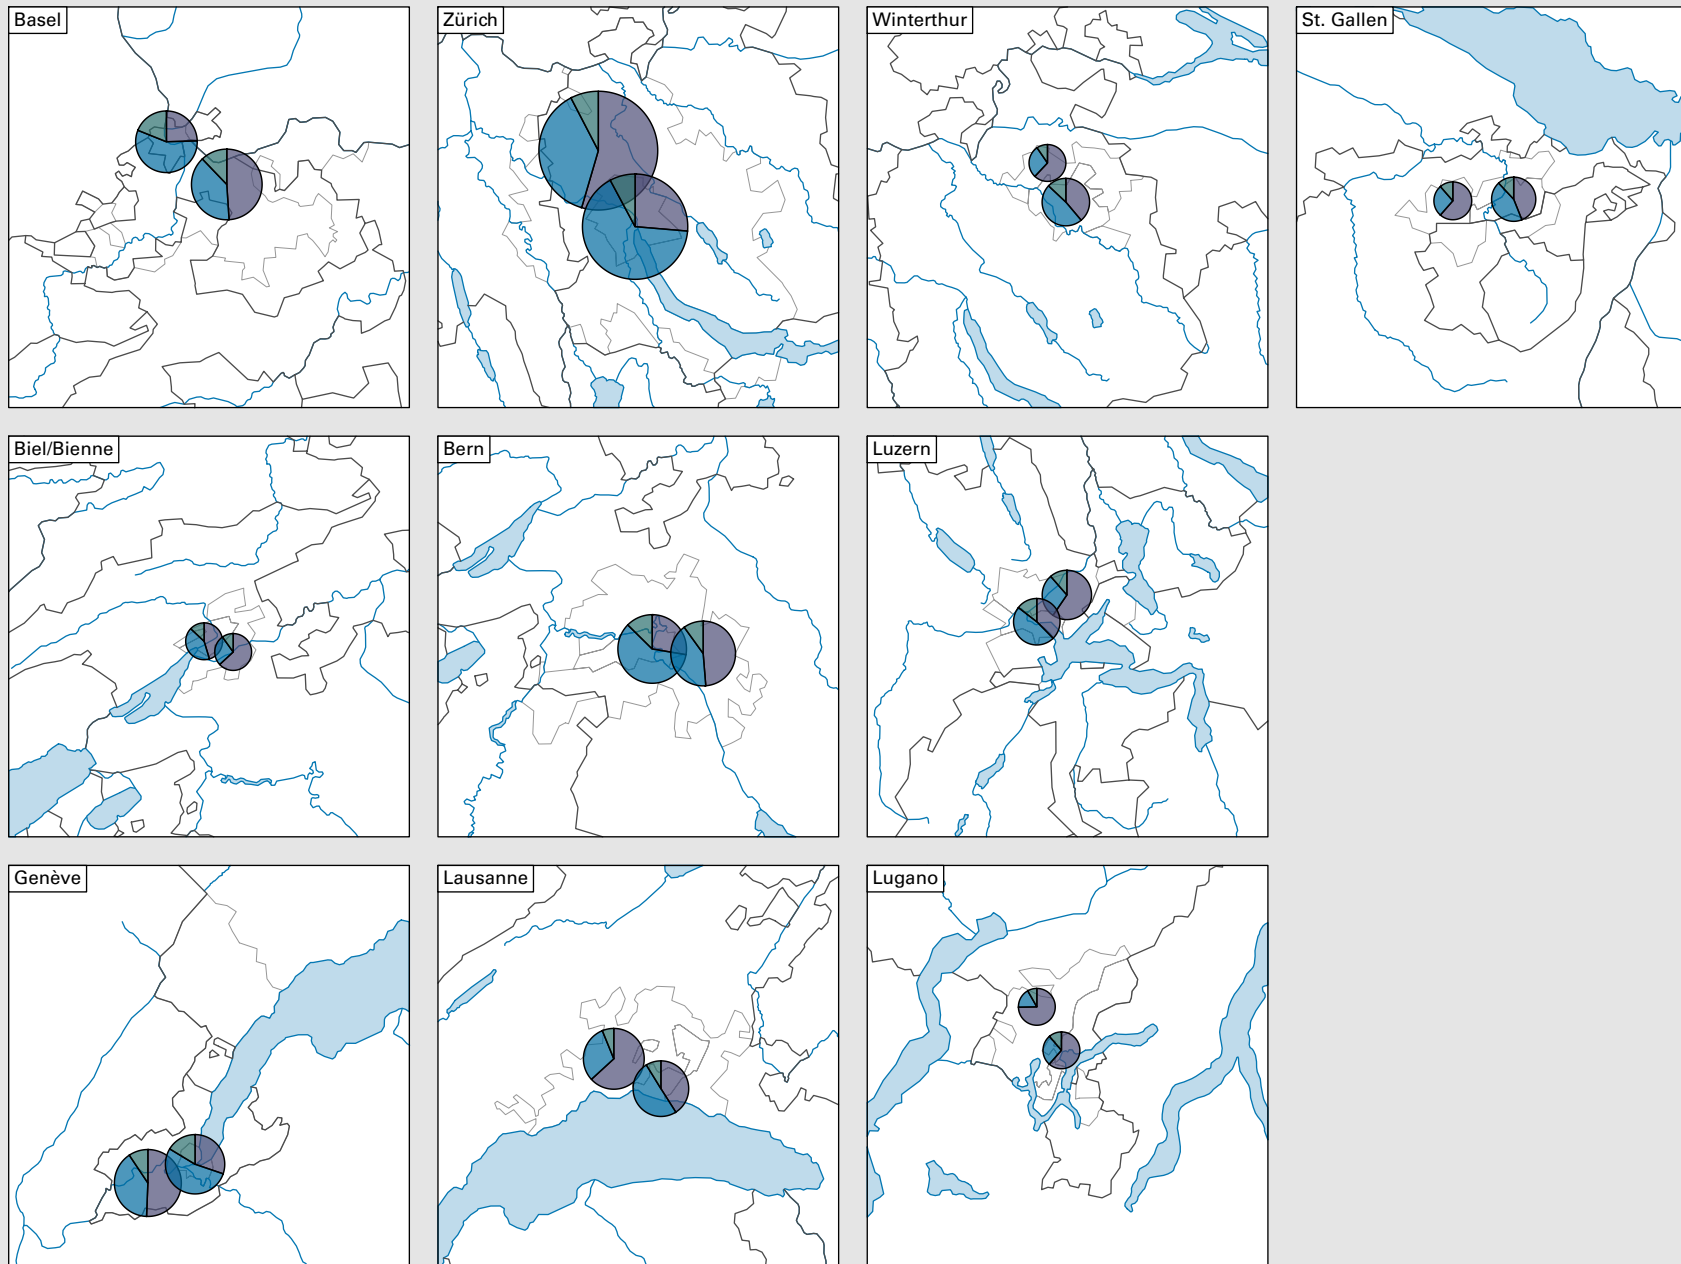 Basel
Zürich
Winterthur
St. Gallen
Biel/Bienne
Bern
Luzern
Genève
Lausanne
Lugano